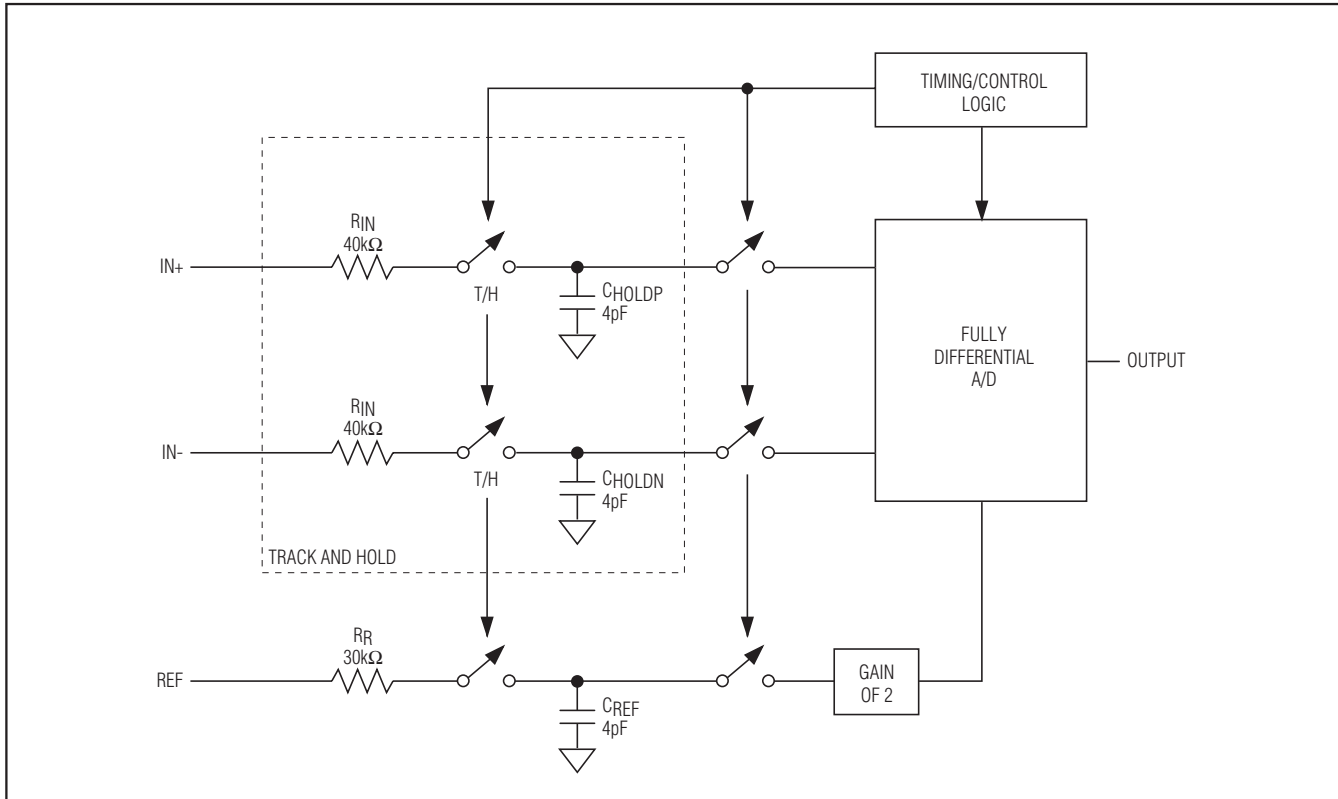 TIMING/CONTROL
LOGIC
RIN
40kΩ
IN+
T/H
CHOLDP
4pF
FULLY
DIFFERENTIAL
A/D
OUTPUT
RIN
40kΩ
IN-
T/H
CHOLDN
4pF
TRACK AND HOLD
RR
30kΩ
REF
CREF
4pF
GAIN
OF 2